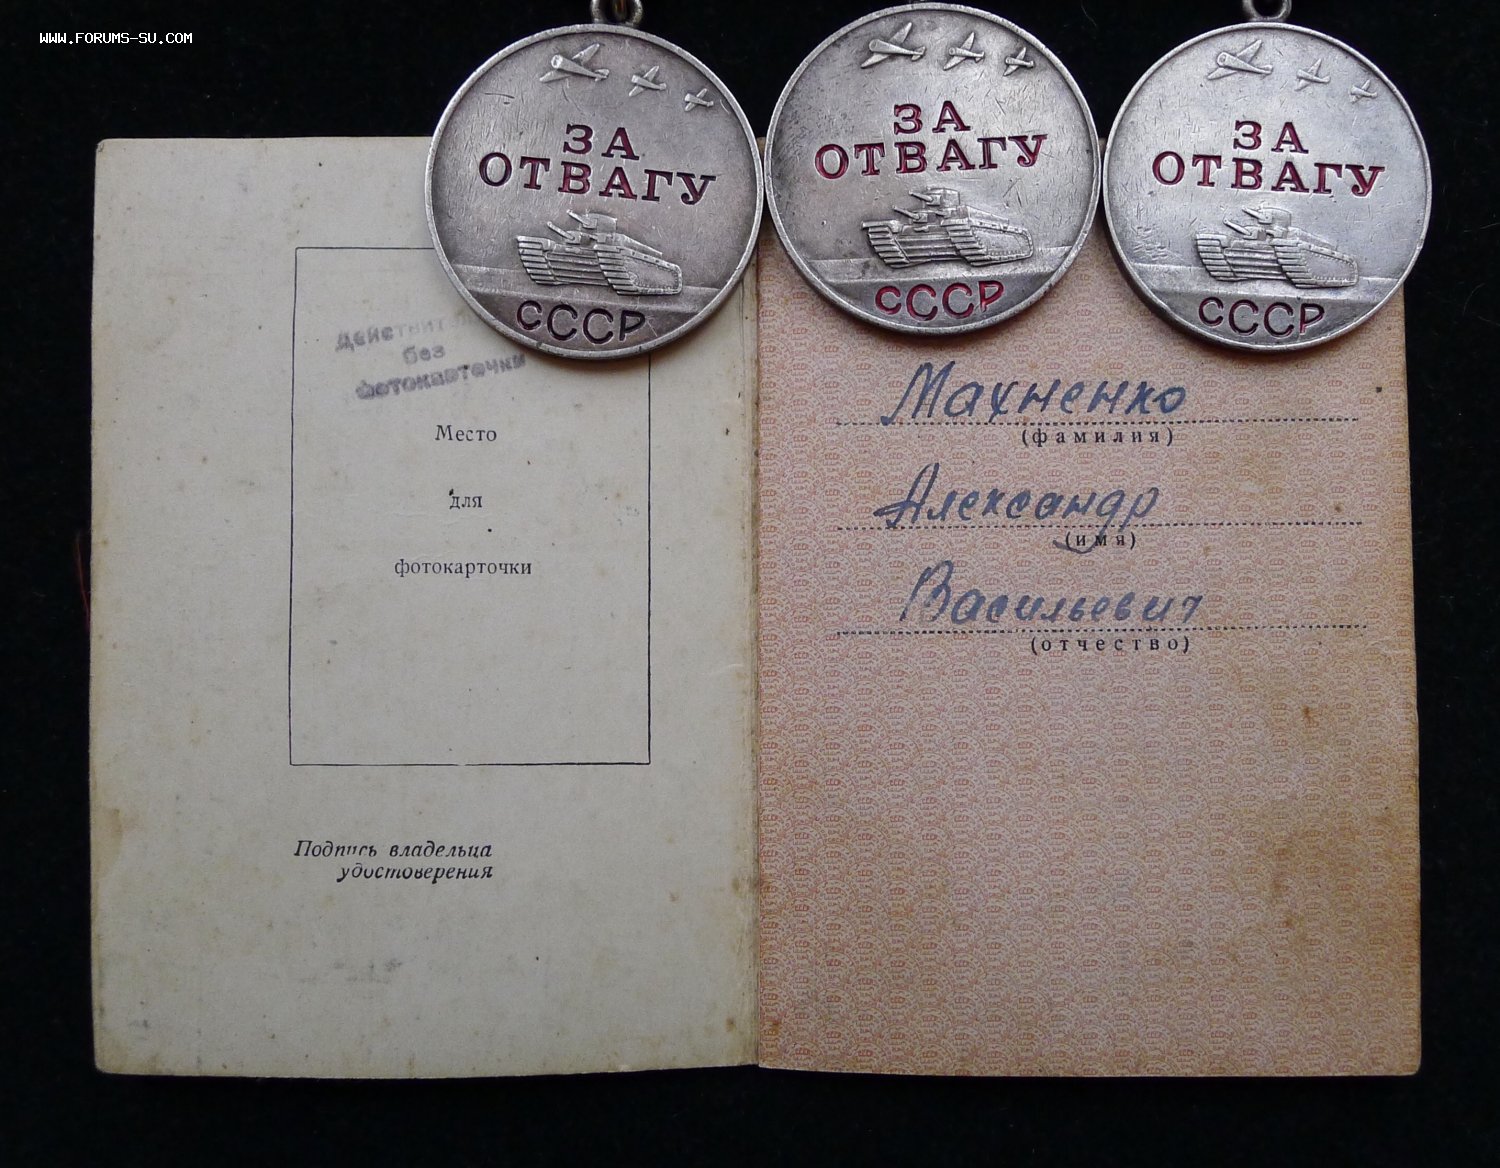 WWW.FORUMS-SU.COM
ЗА
ОТВАГУ
СССР
ЗА
ОТВАГУ
СССР
ЗА
ОТВАГУ
СССР
без
фотокарточки
Место
для
фотокарточки
Подпись владельца
удостоверения
Махненко
(фамилия)
Александр
(имя)
Васильевич
(отчество)